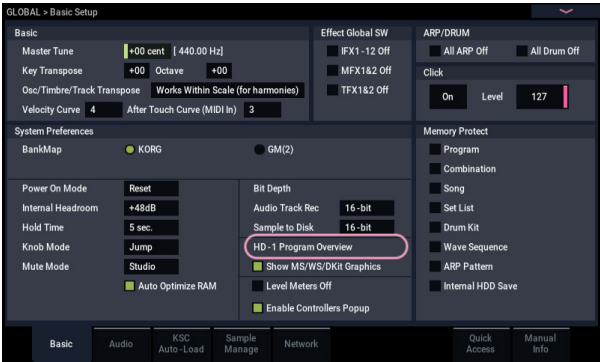 GLOBAL > Basic Setup
Basic
Master Tune +00 cent [ 440.00 Hz]
Key Transpose +00 Octave +00
Osc/Timbre/Track Transpose Works Within Scale (for harmonies)
Velocity Curve 4 After Touch Curve (MIDI In) 3
Effect Global SW
IFX1-12 Off
MFX1&2 Off
TFX1&2 Off
ARP/DRUM
All ARP Off All Drum Off
Click
On Level 127
System Preferences
BankMap KORG GM(2)
Power On Mode Reset
Internal Headroom +48dB
Hold Time 5 sec.
Knob Mode Jump
Mute Mode Studio
Auto Optimize RAM
Bit Depth
Audio Track Rec 16-bit
Sample to Disk 16-bit
HD-1 Program Overview
Show MS/WS/DKit Graphics
Level Meters Off
Enable Controllers Popup
Memory Protect
Program
Combination
Song
Set List
Drum Kit
Wave Sequence
ARP Pattern
Internal HDD Save
Basic
Audio
KSC
Auto-Load
Sample
Manage
Network
Quick
Access
Manual
Info